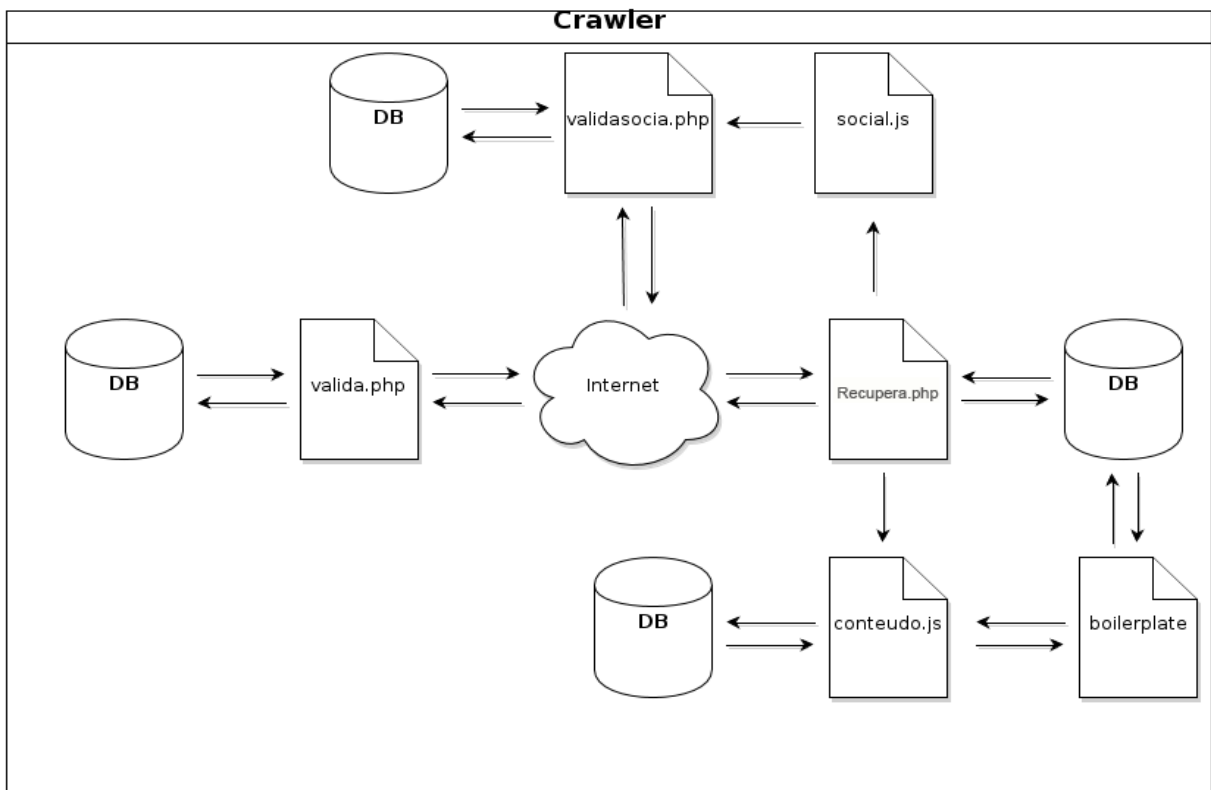 Crawler
DB
validasocia.php
social.js
DB
valida.php
Internet
Recupera.php
DB
DB
conteudo.js
boilerplate